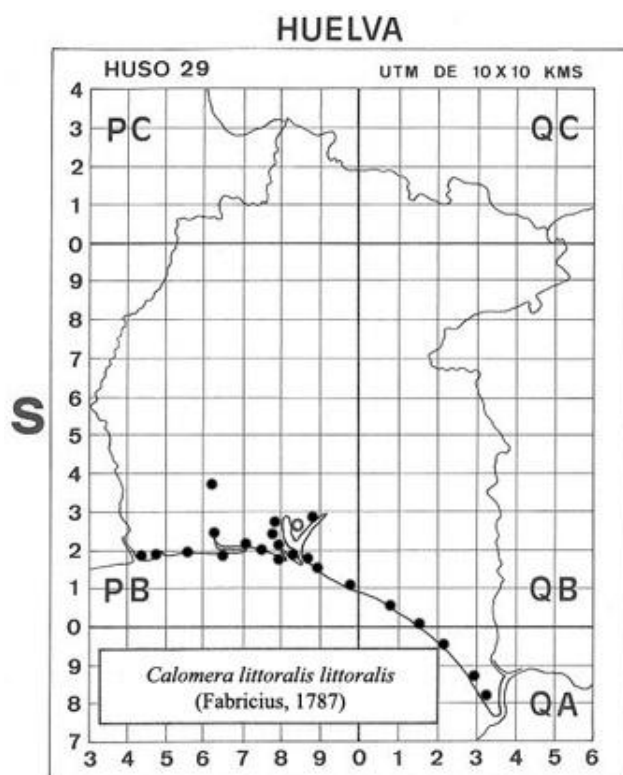 HUELVA
HUSO 29 UTM DE 10 X 10 KMS
4
PC QC
3
2
1
0
9
8
7
6
S
5
4
3
2
1
PB QB
0
9
Calomera littoralis littoralis
(Fabricius, 1787)
8
QA
7
3 4 5 6 7 8 9 0 1 2 3 4 5 6